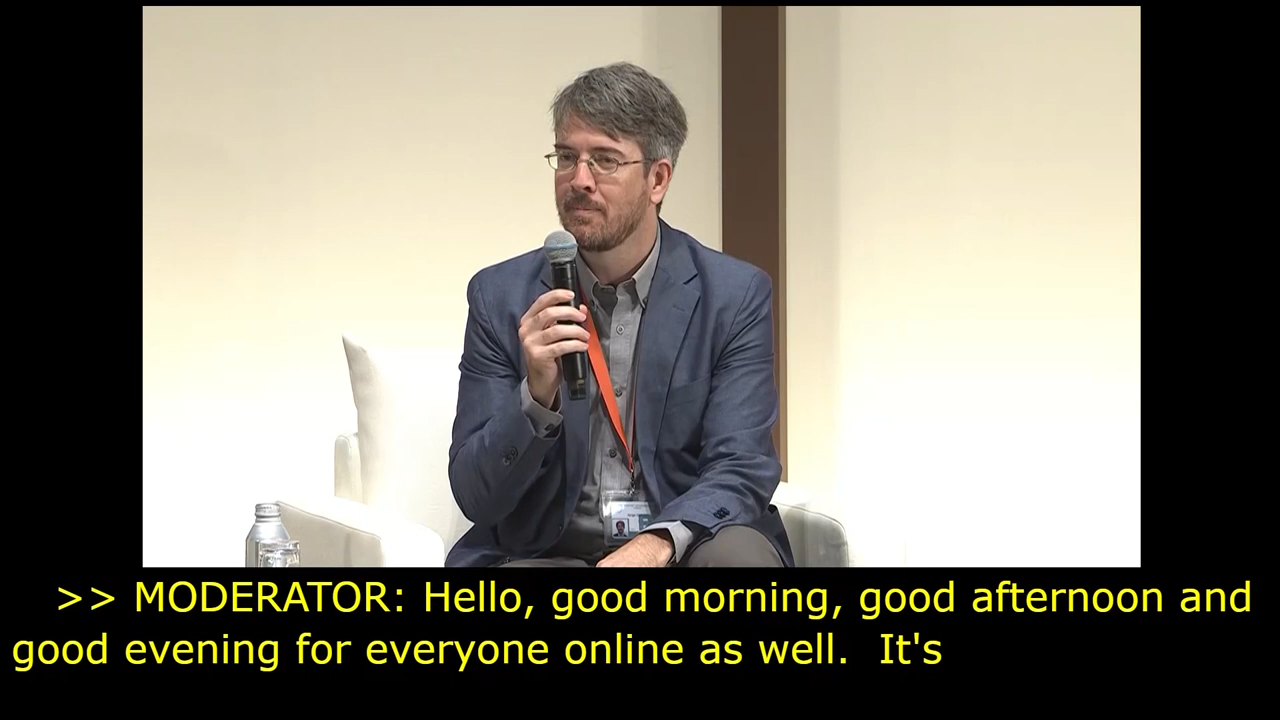 >> MODERATOR: Hello, good morning, good afternoon and
good evening for everyone online as well.  It's